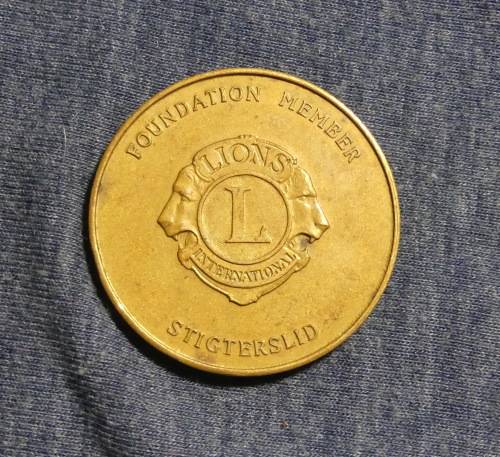 FOUNDATION MEMBER
LIONS
L
INTERNATIONAL
STIGTERSLID